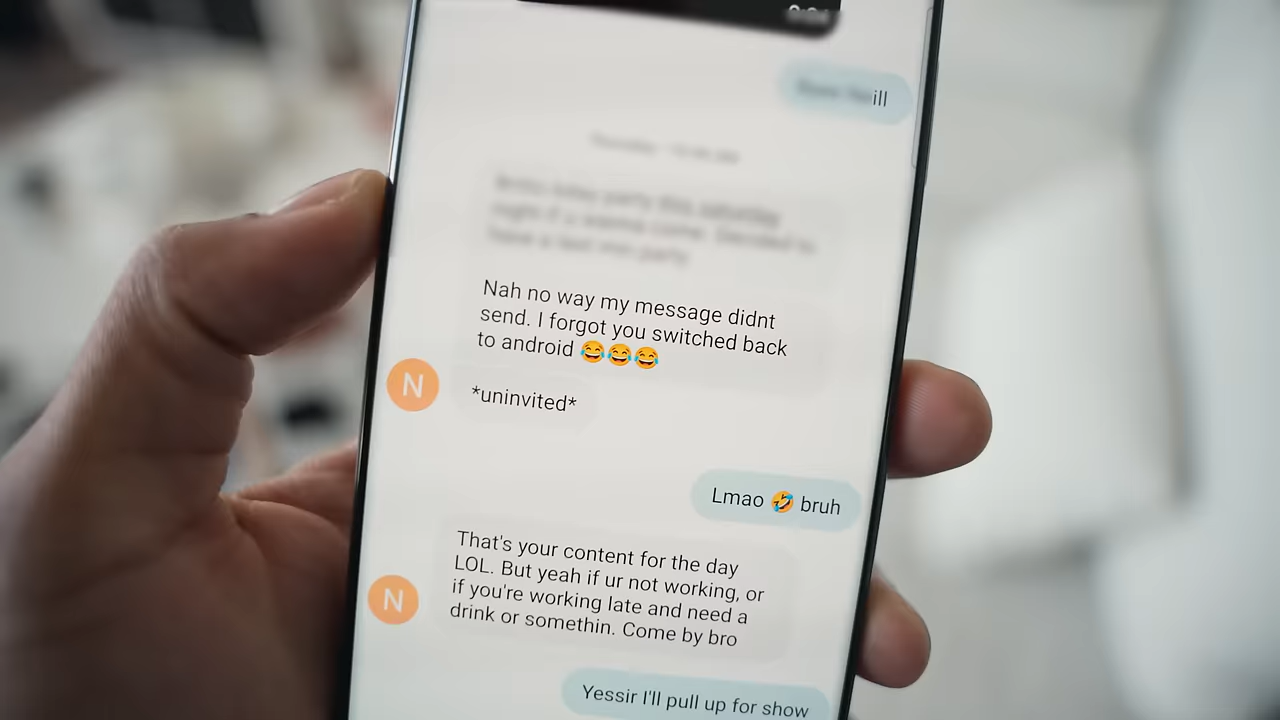 ill
Nah no way my message didnt
send. I forgot you switched back
to android 😂😂😂
N
*uninvited*
Lmao 🤣 bruh
That's your content for the day
LOL. But yeah if ur not working, or
if you're working late and need a
drink or somethin. Come by bro
N
Yessir I'll pull up for show